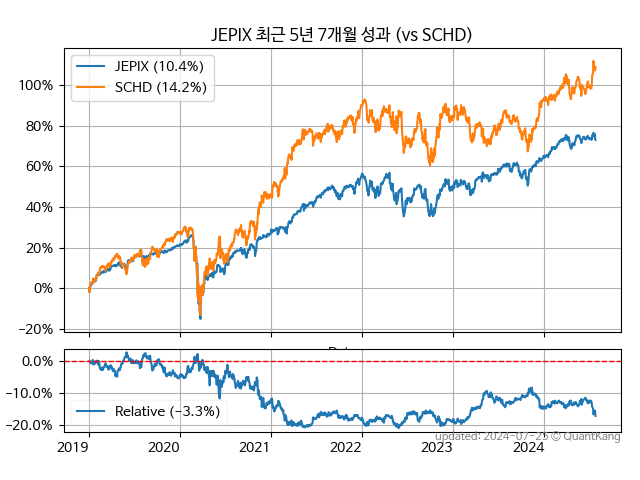 JEPIX 최근 5년 7개월 성과 (vs SCHD)
JEPIX (10.4%)
SCHD (14.2%)
100%
80%
60%
40%
20%
0%
−20%
0.0%
−10.0%
−20.0%
Relative (−3.3%)
2019 2020 2021 2022 2023 2024
updated: 2024-07-25 © QuantKang